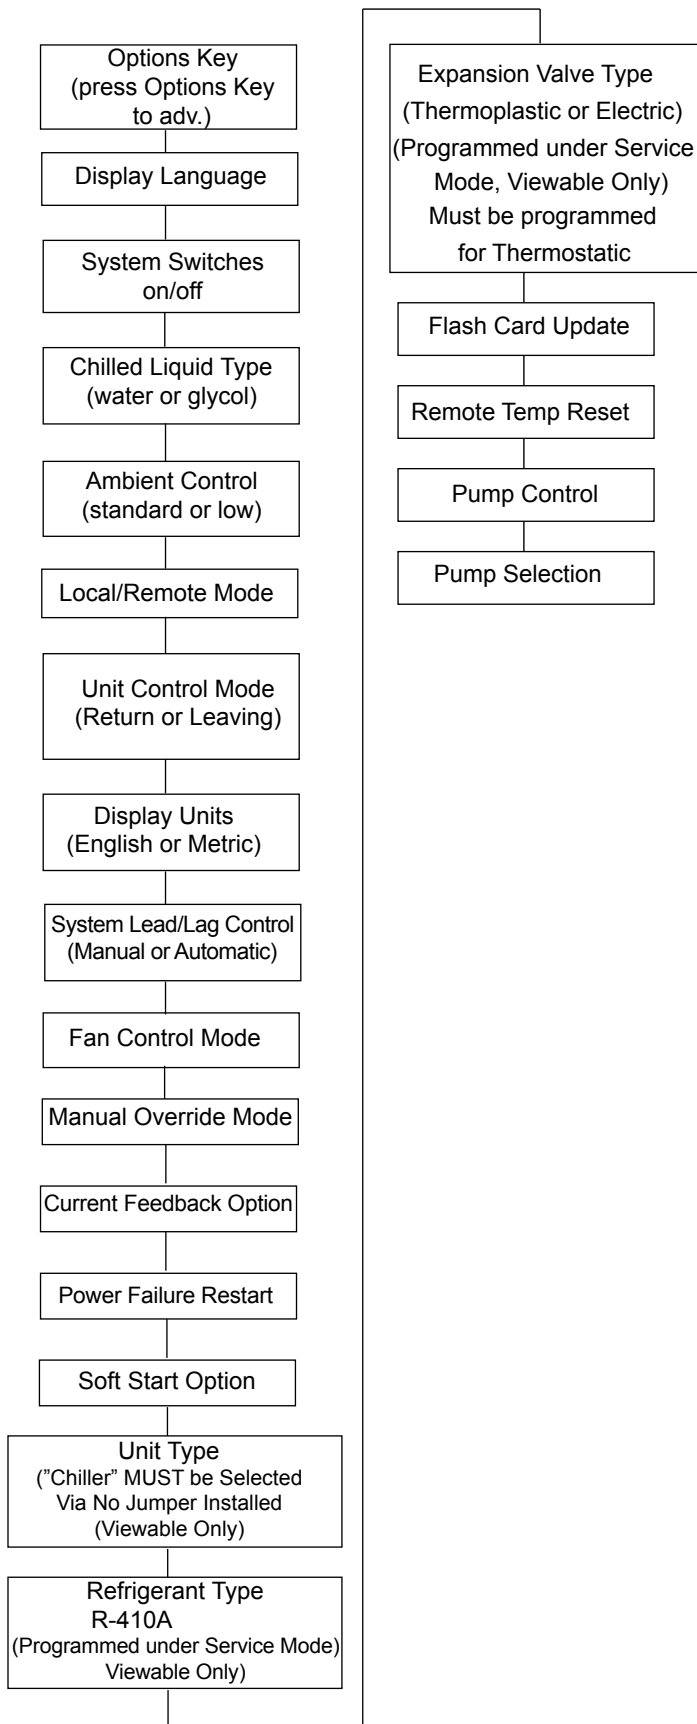 Options Key
(press Options Key
to adv.)
Display Language
System Switches
on/off
Chilled Liquid Type
(water or glycol)
Ambient Control
(standard or low)
Local/Remote Mode
Unit Control Mode
(Return or Leaving)
Display Units
(English or Metric)
System Lead/Lag Control
(Manual or Automatic)
Fan Control Mode
Manual Override Mode
Current Feedback Option
Power Failure Restart
Soft Start Option
Unit Type
(”Chiller” MUST be Selected
Via No Jumper Installed
(Viewable Only)
Refrigerant Type
R-410A
(Programmed under Service Mode)
Viewable Only)
Expansion Valve Type
(Thermoplastic or Electric)
(Programmed under Service
Mode, Viewable Only)
Must be programmed
for Thermostatic
Flash Card Update
Remote Temp Reset
Pump Control
Pump Selection